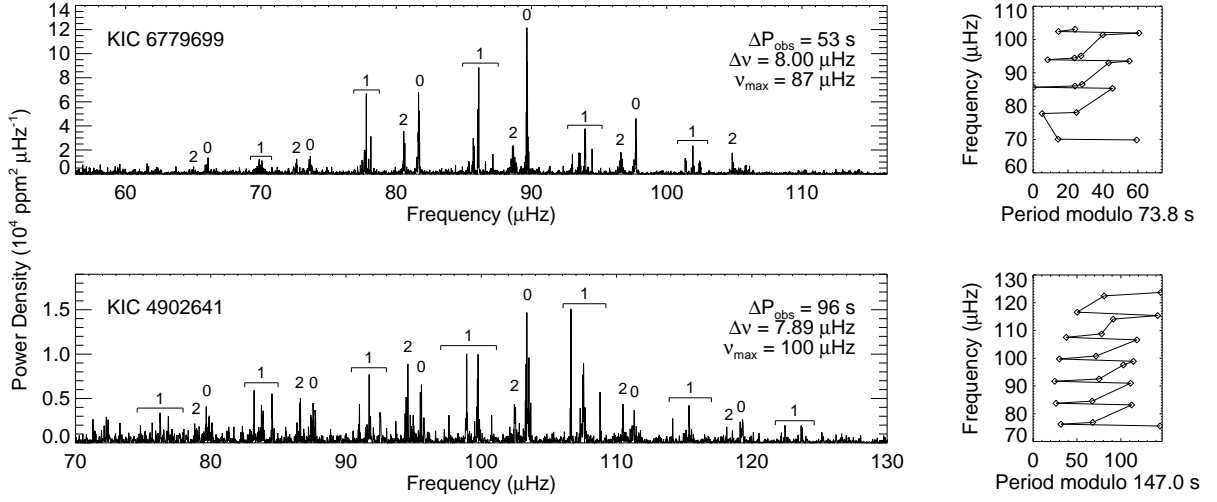 KIC 6779699
ΔP_obs = 53 s
Δν = 8.00 μHz
ν_max = 87 μHz
14
12
10
8
6
4
2
0
2 0 1 2 0 1 2 0 1 2 0 1 2 0 1 2
60 70 80 90 100 110
Frequency (μHz)
Power Density (10⁴ ppm² μHz⁻¹)
110
100
90
80
70
60
0 20 40 60
Frequency (μHz)
Period modulo 73.8 s
KIC 4902641
ΔP_obs = 96 s
Δν = 7.89 μHz
ν_max = 100 μHz
1.5
1.0
0.5
0.0
1 2 0 1 2 0 1 2 0 1 2 0 1 2 0 1 2 0 1
70 80 90 100 110 120 130
Frequency (μHz)
130
120
110
100
90
80
70
0 50 100
Frequency (μHz)
Period modulo 147.0 s